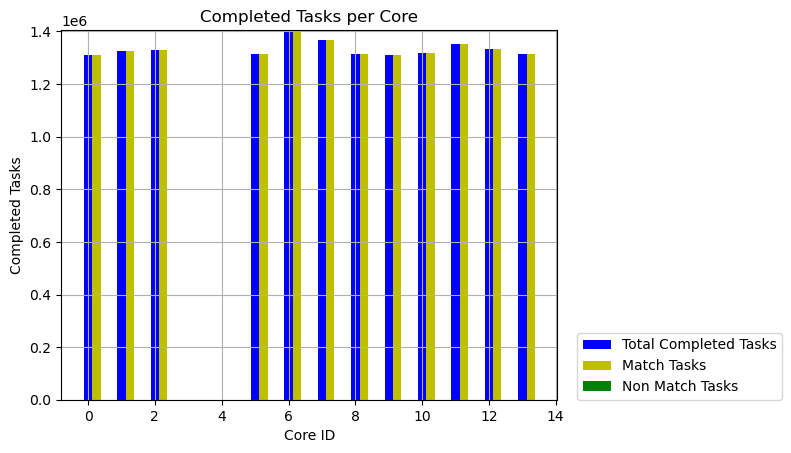 Completed Tasks per Core
1e6
1.4
1.2
1.0
0.8
0.6
0.4
0.2
0.0
Completed Tasks
0 2 4 6 8 10 12 14
Core ID
Total Completed Tasks
Match Tasks
Non Match Tasks